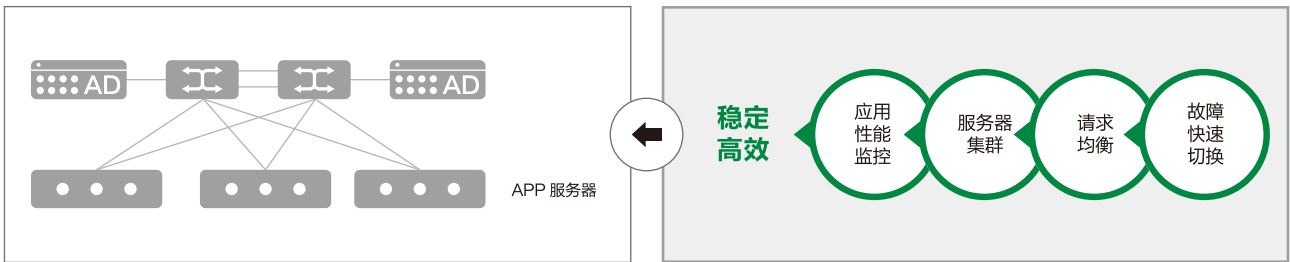 AD
AD
APP 服务器
稳定
高效
应用
性能
监控
服务器
集群
请求
均衡
故障
快速
切换